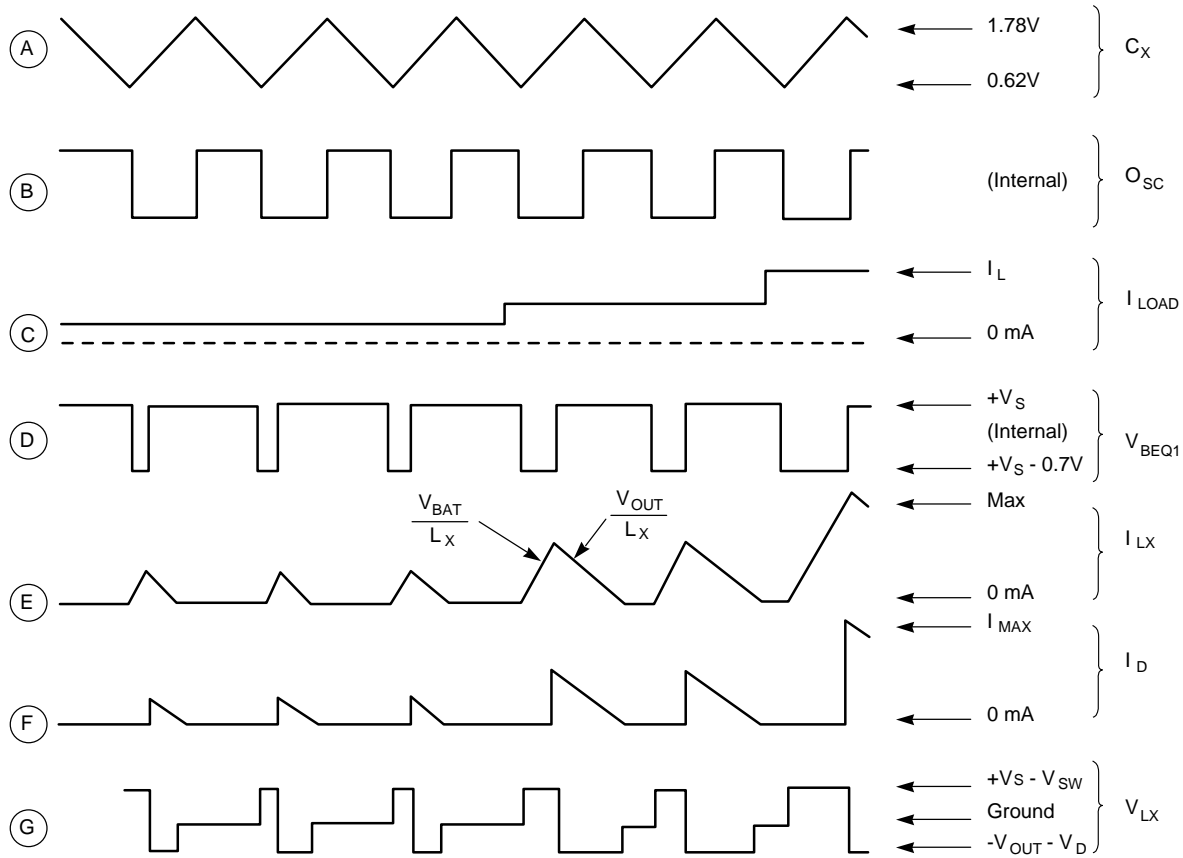 A
1.78V
0.62V
C X
B
(Internal)
O SC
C
I L
0 mA
I LOAD
D
+V S
(Internal)
+V S - 0.7V
V BEQ1
E
V BAT
L X
V OUT
L X
Max
0 mA
I LX
F
I MAX
0 mA
I D
G
+VS - V SW
Ground
-V OUT - V D
V LX